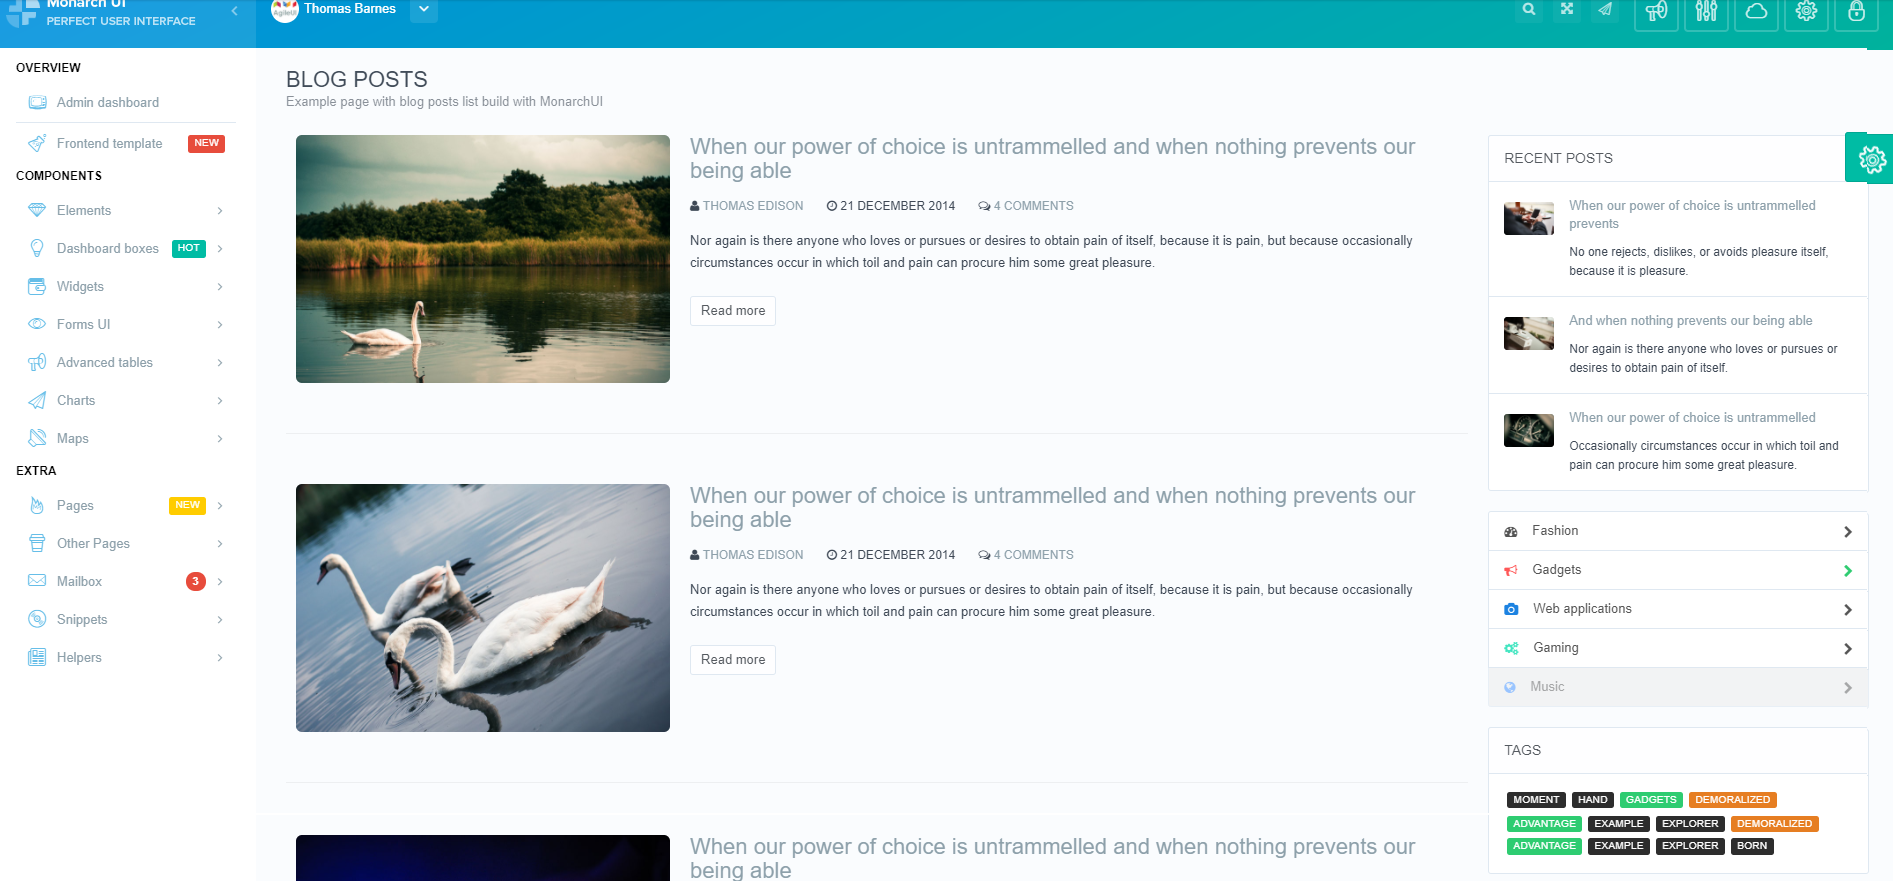 Monarch UI
PERFECT USER INTERFACE
Thomas Barnes
OVERVIEW
Admin dashboard
Frontend template NEW
COMPONENTS
Elements
Dashboard boxes HOT
Widgets
Forms UI
Advanced tables
Charts
Maps
EXTRA
Pages NEW
Other Pages
Mailbox 3
Snippets
Helpers
BLOG POSTS
Example page with blog posts list build with MonarchUI
When our power of choice is untrammelled and when nothing prevents our
being able
THOMAS EDISON 21 DECEMBER 2014 4 COMMENTS
Nor again is there anyone who loves or pursues or desires to obtain pain of itself, because it is pain, but because occasionally
circumstances occur in which toil and pain can procure him some great pleasure.
Read more
When our power of choice is untrammelled and when nothing prevents our
being able
THOMAS EDISON 21 DECEMBER 2014 4 COMMENTS
Nor again is there anyone who loves or pursues or desires to obtain pain of itself, because it is pain, but because occasionally
circumstances occur in which toil and pain can procure him some great pleasure.
Read more
When our power of choice is untrammelled and when nothing prevents our
being able
RECENT POSTS
When our power of choice is untrammelled
prevents
No one rejects, dislikes, or avoids pleasure itself,
because it is pleasure.
And when nothing prevents our being able
Nor again is there anyone who loves or pursues or
desires to obtain pain of itself.
When our power of choice is untrammelled
Occasionally circumstances occur in which toil and
pain can procure him some great pleasure.
Fashion
Gadgets
Web applications
Gaming
Music
TAGS
MOMENT HAND GADGETS DEMORALIZED
ADVANTAGE EXAMPLE EXPLORER DEMORALIZED
ADVANTAGE EXAMPLE EXPLORER BORN